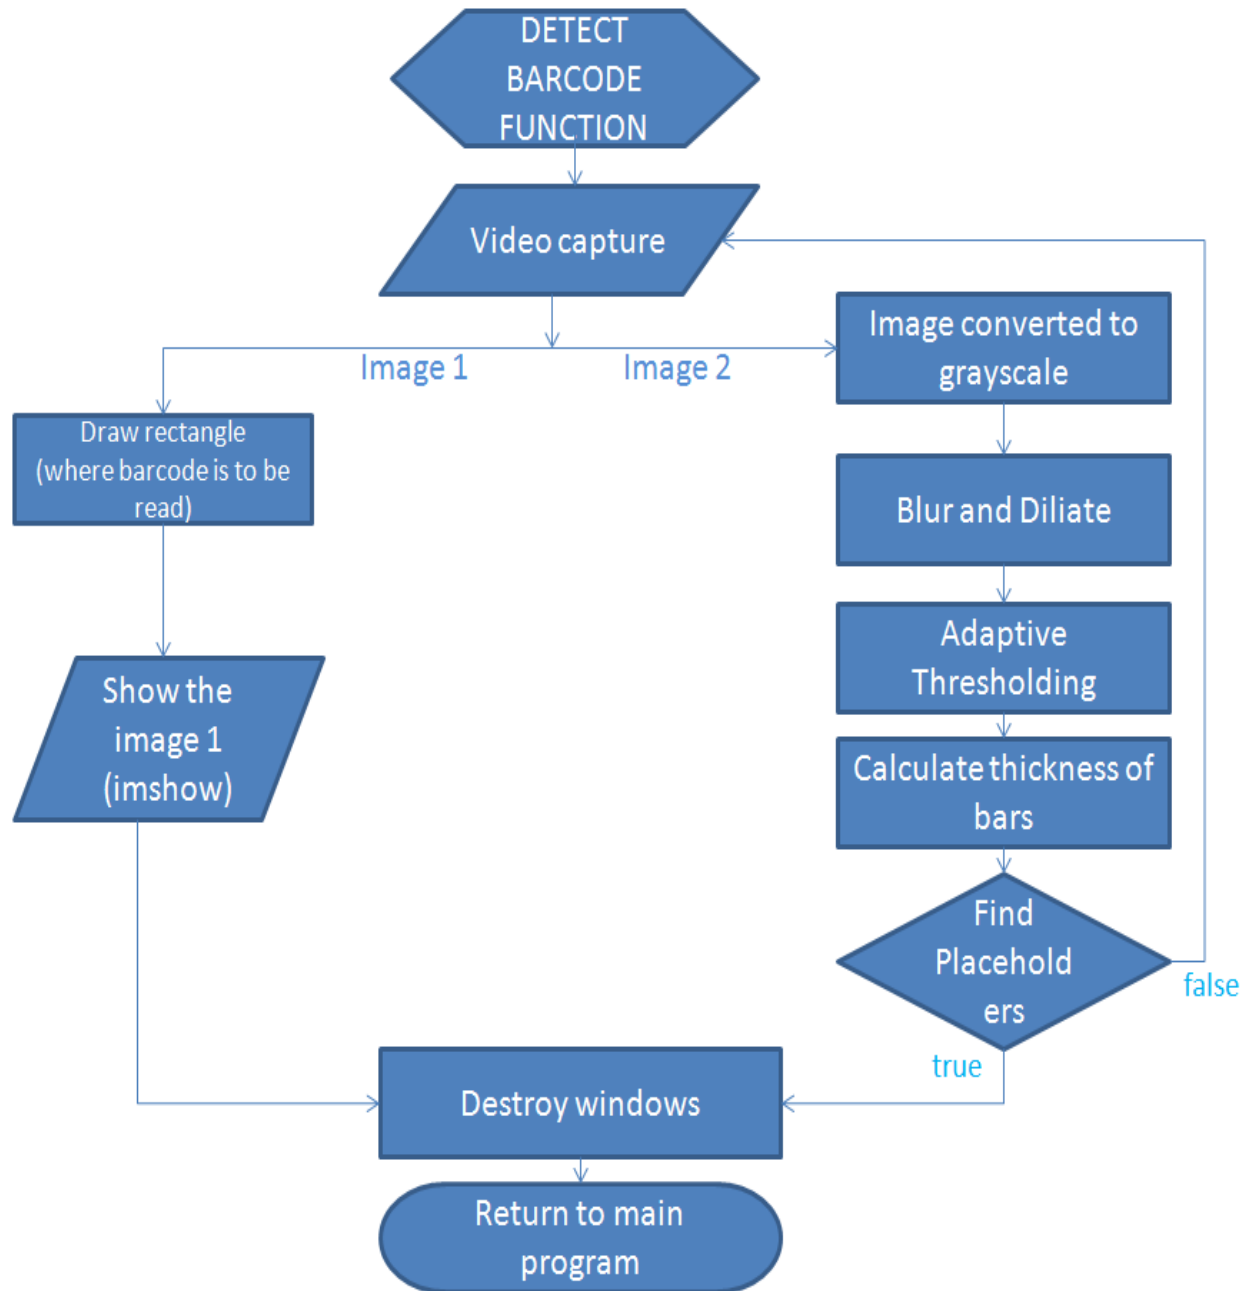 DETECT
BARCODE
FUNCTION
Video capture
Image 1
Image 2
Draw rectangle
(where barcode is to be
read)
Show the
image 1
(imshow)
Image converted to
grayscale
Blur and Diliate
Adaptive
Thresholding
Calculate thickness of
bars
Find
Placehold
ers
false
true
Destroy windows
Return to main
program